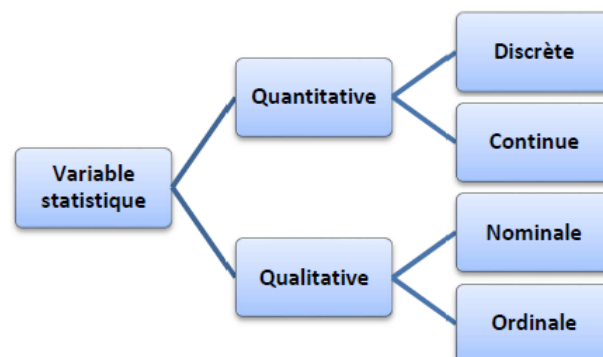 Variable
statistique
Quantitative
Discrète
Continue
Qualitative
Nominale
Ordinale